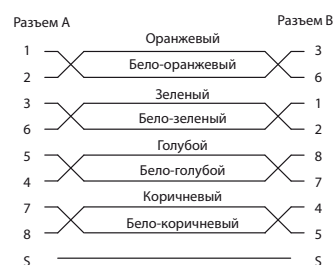 Разъем A Разъем B
Оранжевый
1 3
Бело-оранжевый
2 6
Зеленый
3 1
Бело-зеленый
6 2
Голубой
5 8
Бело-голубой
4 7
Коричневый
7 4
Бело-коричневый
8 5
S S